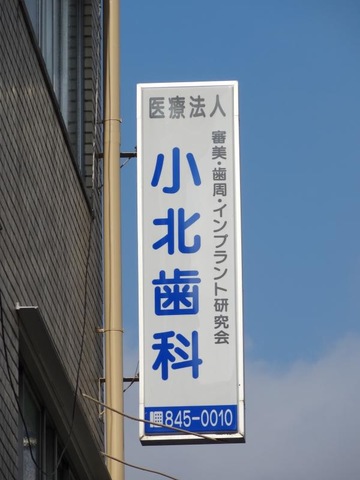 医療法人
審美・歯周・インプラント研究会
小北歯科
845-0010